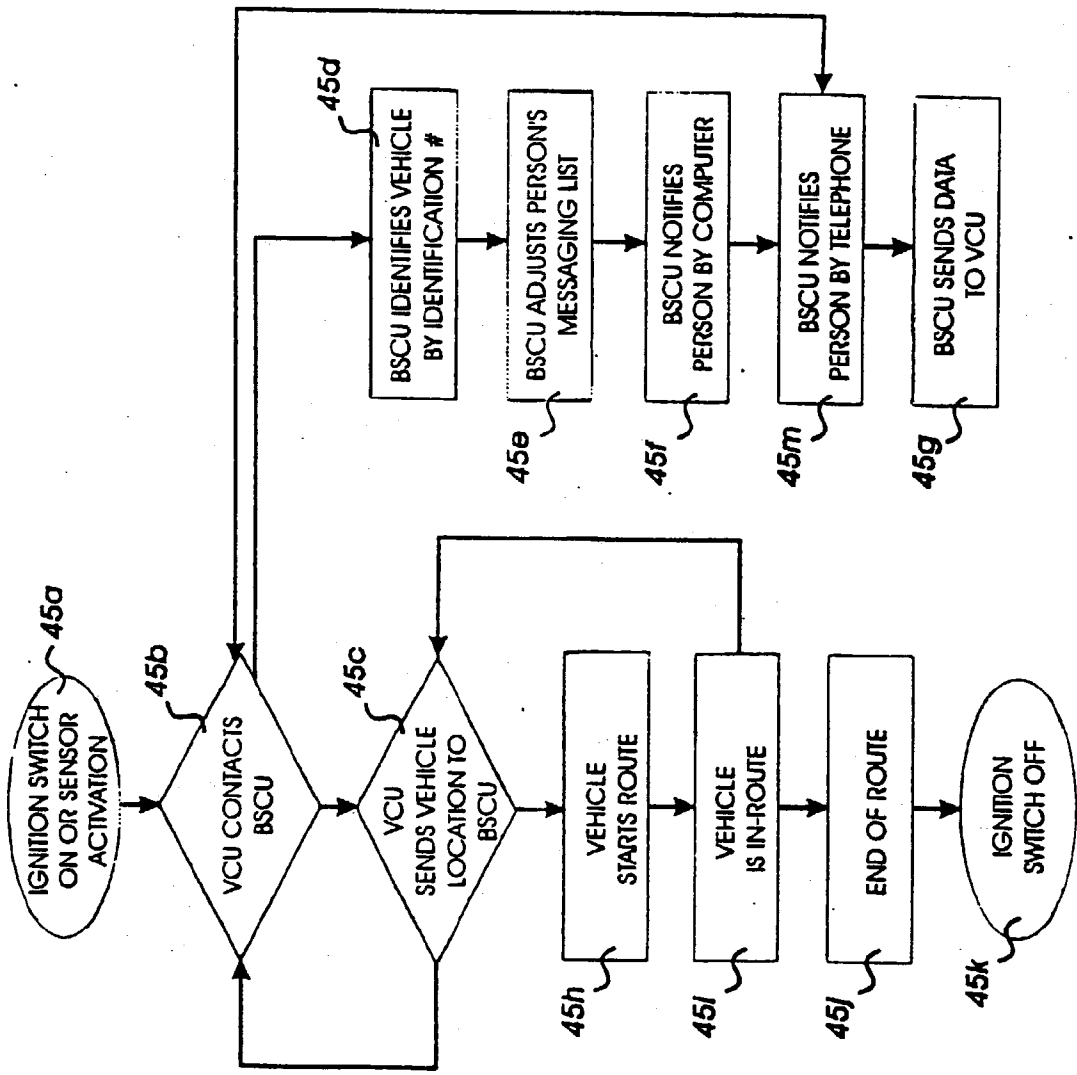 IGNITION SWITCH
ON OR SENSOR
ACTIVATION
45a
VCU CONTACTS
BSCU
45b
VCU
SENDS VEHICLE
LOCATION TO
BSCU
45c
VEHICLE
STARTS ROUTE
45h
VEHICLE
IS IN-ROUTE
45i
END OF ROUTE
45j
IGNITION
SWITCH OFF
45k
BSCU IDENTIFIES VEHICLE
BY IDENTIFICATION #
45d
BSCU ADJUSTS PERSON'S
MESSAGING LIST
45e
BSCU NOTIFIES
PERSON BY COMPUTER
45f
BSCU NOTIFIES
PERSON BY TELEPHONE
45m
BSCU SENDS DATA
TO VCU
45g